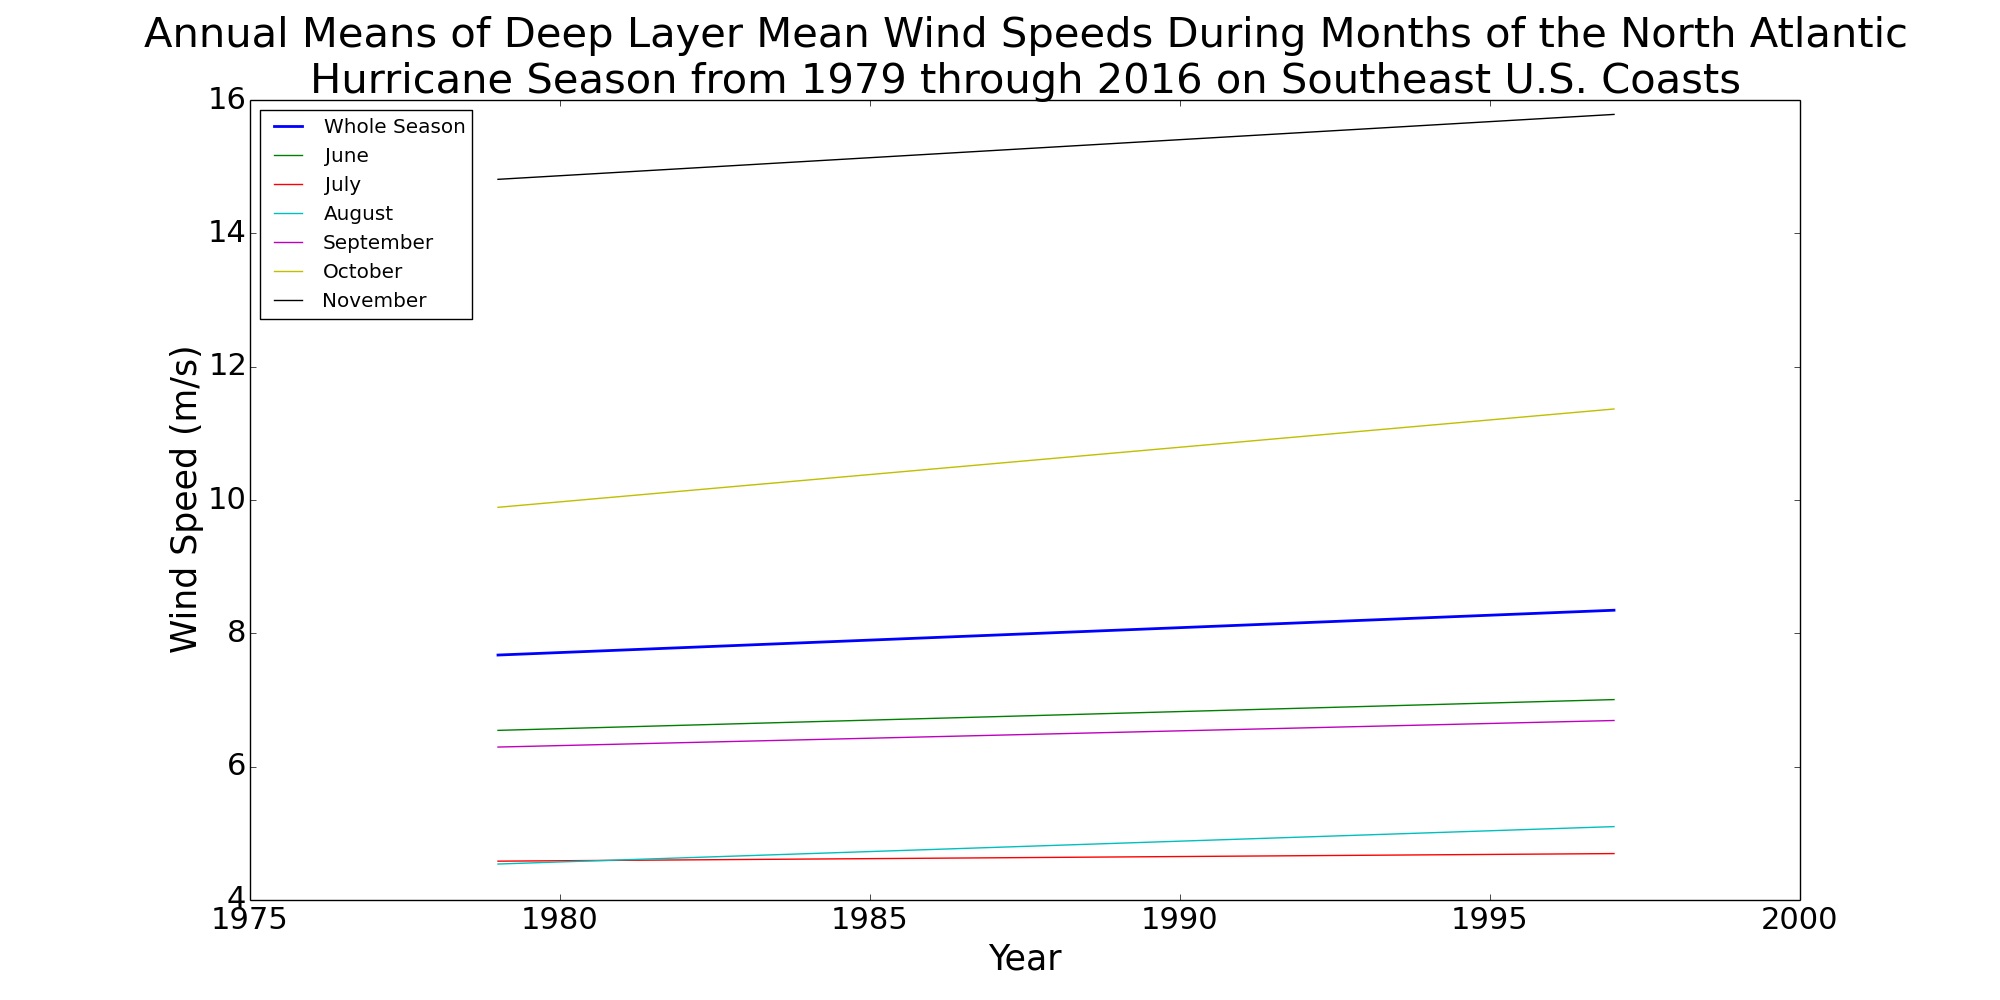 Annual Means of Deep Layer Mean Wind Speeds During Months of the North Atlantic
Hurricane Season from 1979 through 2016 on Southeast U.S. Coasts
16
14
12
10
8
6
4
Wind Speed (m/s)
Whole Season
June
July
August
September
October
November
1975
1980
1985
1990
1995
2000
Year